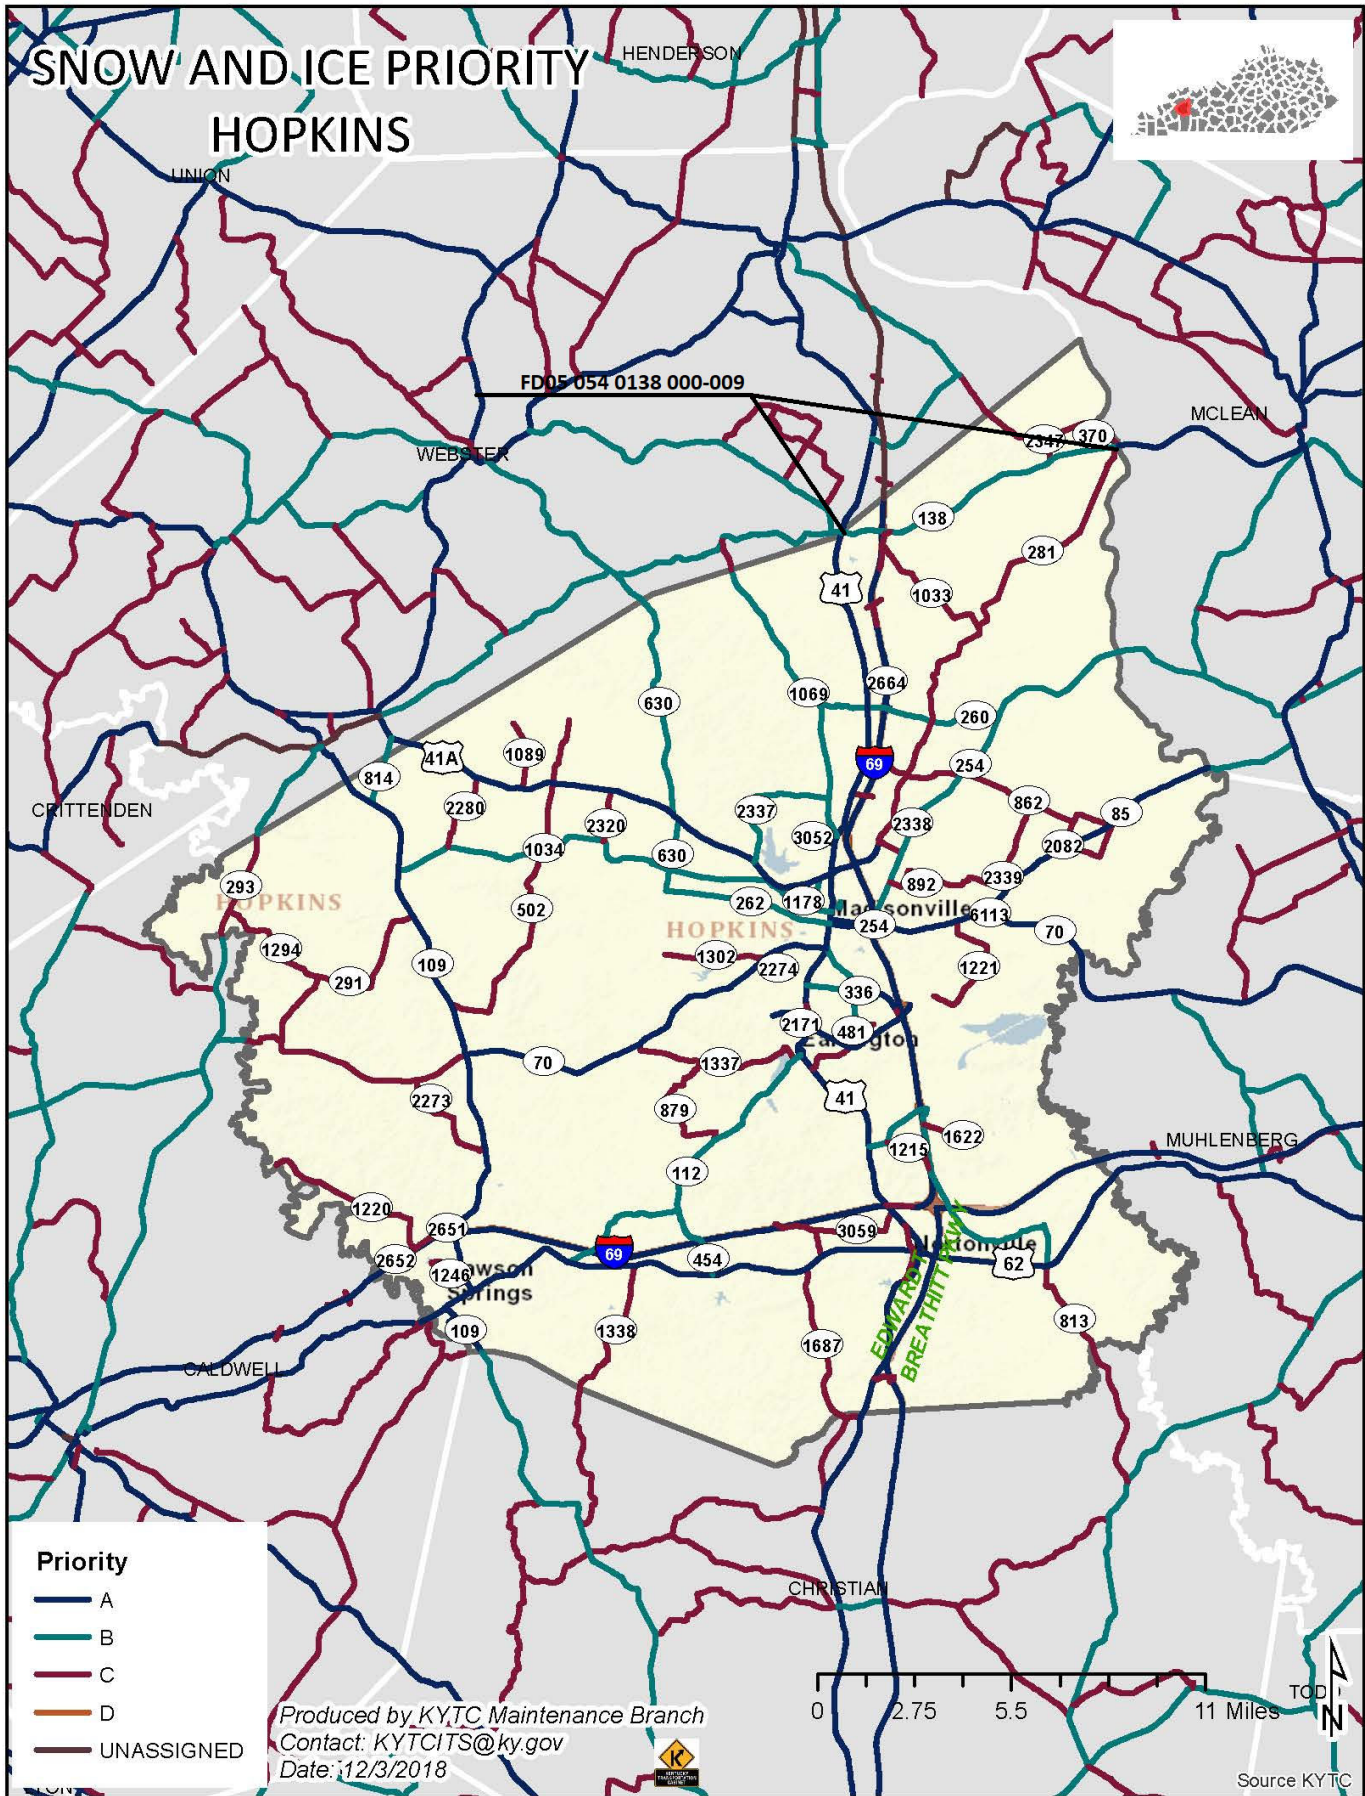 SNOW AND ICE PRIORITY
HOPKINS
HENDERSON
UNION
FD05 054 0138 000-009
MCLEAN
2347
370
WEBSTER
138
281
41
1033
2664
1069
630
260
41A
1089
69
254
814
2280
862
CRITTENDEN
2337
85
2320
2338
3052
2082
1034
630
293
892
2339
HOPKINS
262
1178
502
Madisonville
6113
HOPKINS
254
70
1294
1302
109
2274
1221
291
336
2171
481
70
1337
41
2273
879
1622
MUHLENBERG
1215
112
1220
2651
3059
69
2652
454
62
1246
Springs
109
1338
813
1687
EDWARD T
BREATHITT PKWY
CALDWELL
CHRISTIAN
Priority
A
B
C
D
UNASSIGNED
Produced by KYTC Maintenance Branch
Contact: KYTCITS@ky.gov
Date: 12/3/2018
0 2.75 5.5 11 Miles
N
Source KYTC